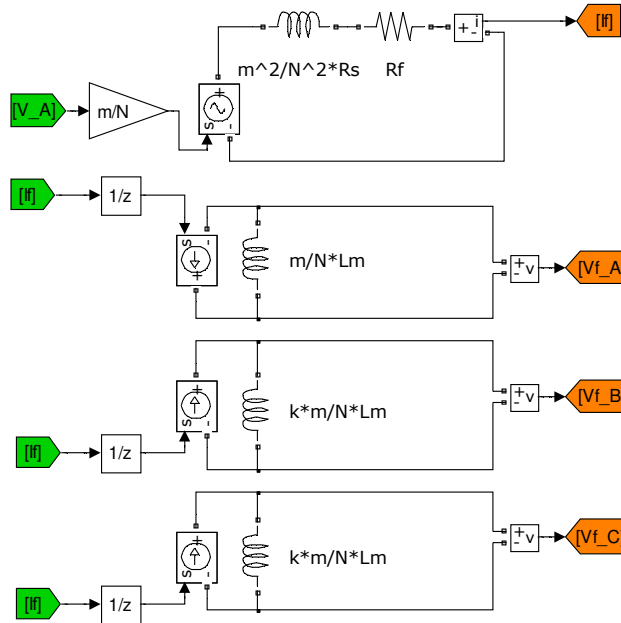 [If]
m^2/N^2*Rs Rf
+ - i
[V_A]
m/N
s + -
[If]
1/z
s - +
m/N*Lm
+ - v
[Vf_A
s + -
k*m/N*Lm
+ - v
[Vf_B
[If]
1/z
s + -
k*m/N*Lm
+ - v
[Vf_C
[If]
1/z